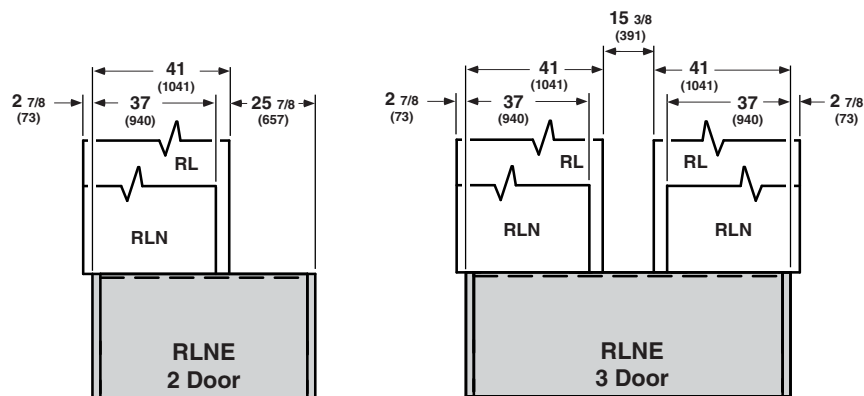 15 3/8
(391)
41
(1041)
41
(1041)
41
(1041)
2 7/8
(73)
37
(940)
25 7/8
(657)
2 7/8
(73)
37
(940)
37
(940)
2 7/8
(73)
RL
RL
RL
RLN
RLN
RLN
RLNE
2 Door
RLNE
3 Door